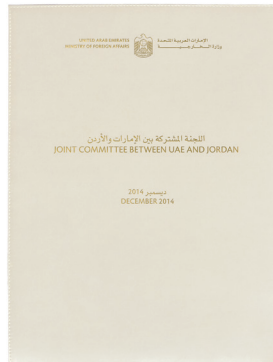 UNITED ARAB EMIRATES
MINISTRY OF FOREIGN AFFAIRS
الإمارات العربية المتحدة
وزارة الخارجية
اللجنة المشتركة بين الإمارات والأردن
JOINT COMMITTEE BETWEEN UAE AND JORDAN
ديسمبر 2014
DECEMBER 2014